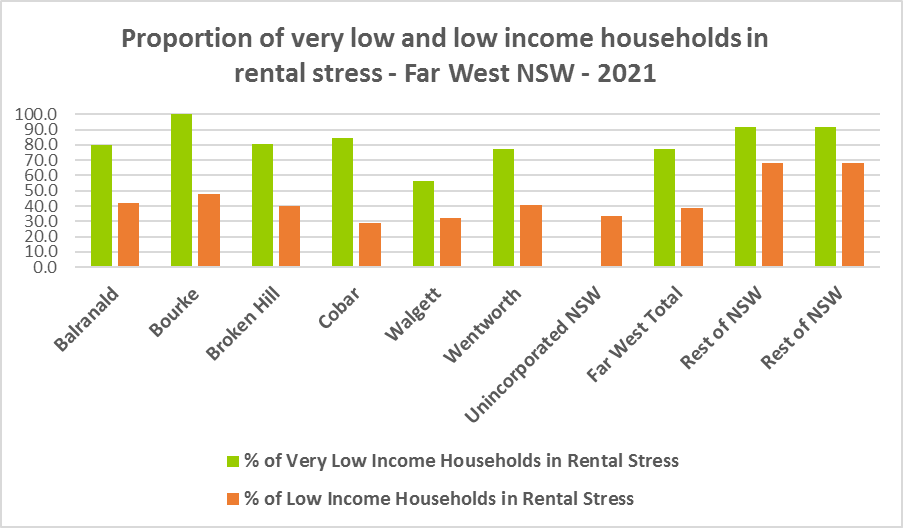 Proportion of very low and low income households in
rental stress - Far West NSW - 2021
100.0
90.0
80.0
70.0
60.0
50.0
40.0
30.0
20.0
10.0
0.0
Balranald
Bourke
Broken Hill
Cobar
Walgett
Wentworth
Unincorporated NSW
Far West Total
Rest of NSW
Rest of NSW
% of Very Low Income Households in Rental Stress
% of Low Income Households in Rental Stress